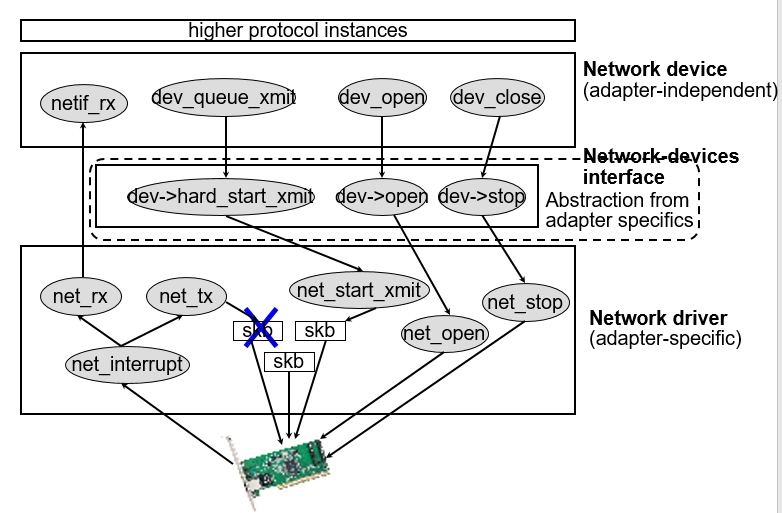 higher protocol instances
Network device
(adapter-independent)
netif_rx
dev_queue_xmit
dev_open
dev_close
Network-devices
interface
Abstraction from
adapter specifics
dev->hard_start_xmit
dev->open
dev->stop
net_rx
net_tx
net_start_xmit
net_stop
skb
skb
net_open
Network driver
(adapter-specific)
skb
net_interrupt